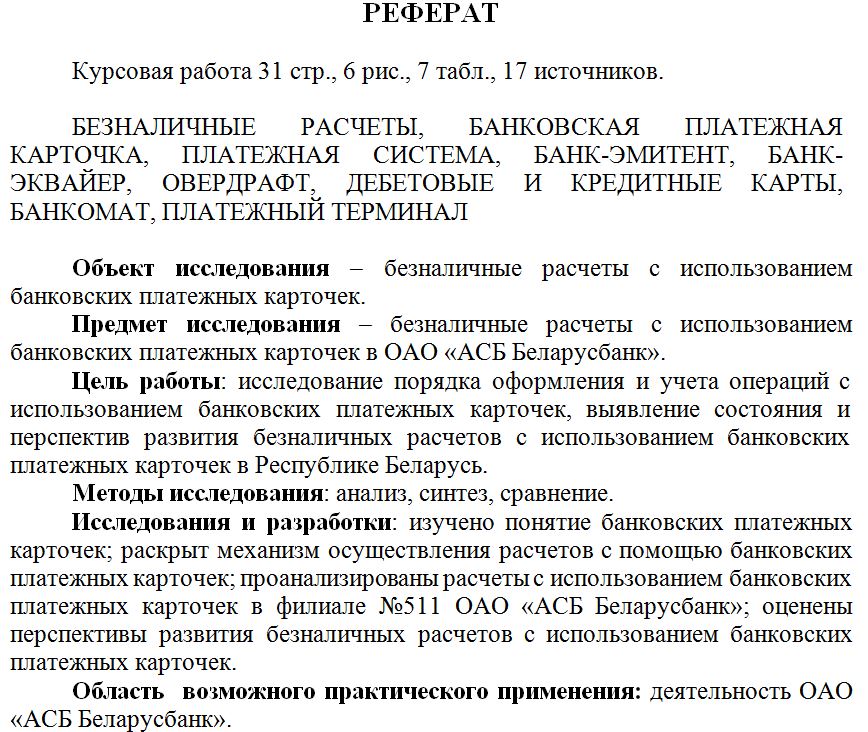 РЕФЕРАТ
Курсовая работа 31 стр., 6 рис., 7 табл., 17 источников.
БЕЗНАЛИЧНЫЕ РАСЧЕТЫ, БАНКОВСКАЯ ПЛАТЕЖНАЯ
КАРТОЧКА, ПЛАТЕЖНАЯ СИСТЕМА, БАНК-ЭМИТЕНТ, БАНК-
ЭКВАЙЕР, ОВЕРДРАФТ, ДЕБЕТОВЫЕ И КРЕДИТНЫЕ КАРТЫ,
БАНКОМАТ, ПЛАТЕЖНЫЙ ТЕРМИНАЛ
Объект исследования – безналичные расчеты с использованием
банковских платежных карточек.
Предмет исследования – безналичные расчеты с использованием
банковских платежных карточек в ОАО «АСБ Беларусбанк».
Цель работы: исследование порядка оформления и учета операций с
использованием банковских платежных карточек, выявление состояния и
перспектив развития безналичных расчетов с использованием банковских
платежных карточек в Республике Беларусь.
Методы исследования: анализ, синтез, сравнение.
Исследования и разработки: изучено понятие банковских платежных
карточек; раскрыт механизм осуществления расчетов с помощью банковских
платежных карточек; проанализированы расчеты с использованием банковских
платежных карточек в филиале №511 ОАО «АСБ Беларусбанк»; оценены
перспективы развития безналичных расчетов с использованием банковских
платежных карточек.
Область возможного практического применения: деятельность ОАО
«АСБ Беларусбанк».